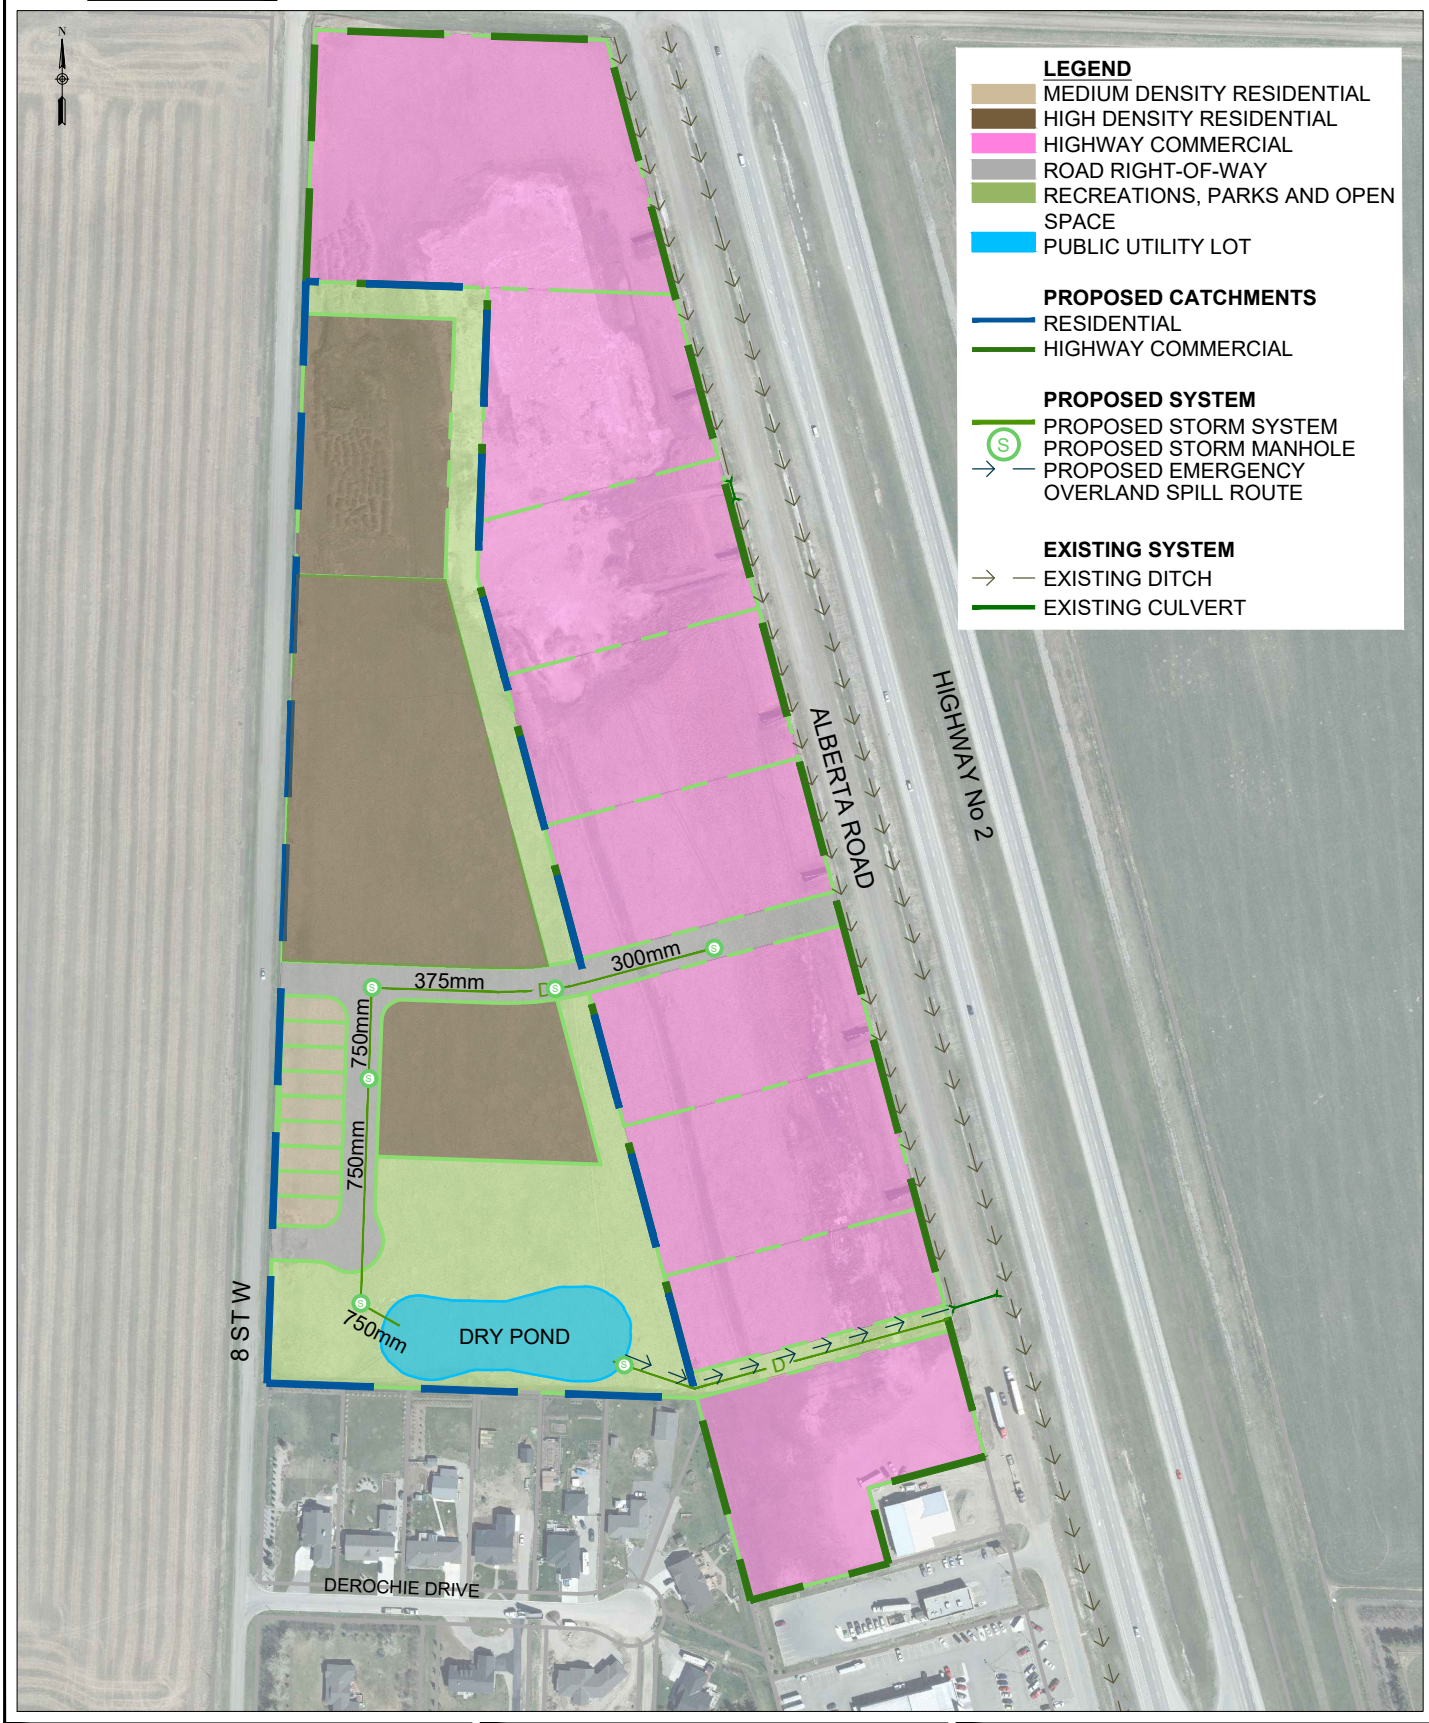 N
LEGEND
MEDIUM DENSITY RESIDENTIAL
HIGH DENSITY RESIDENTIAL
HIGHWAY COMMERCIAL
ROAD RIGHT-OF-WAY
RECREATIONS, PARKS AND OPEN
SPACE
PUBLIC UTILITY LOT
PROPOSED CATCHMENTS
RESIDENTIAL
HIGHWAY COMMERCIAL
PROPOSED SYSTEM
PROPOSED STORM SYSTEM
S
PROPOSED STORM MANHOLE
PROPOSED EMERGENCY
OVERLAND SPILL ROUTE
EXISTING SYSTEM
EXISTING DITCH
EXISTING CULVERT
HIGHWAY No 2
ALBERTA ROAD
300mm
S
375mm
D
S
S
750mm
S
750mm
8 ST W
S
750mm
DRY POND
S
D
DEROCHIE DRIVE